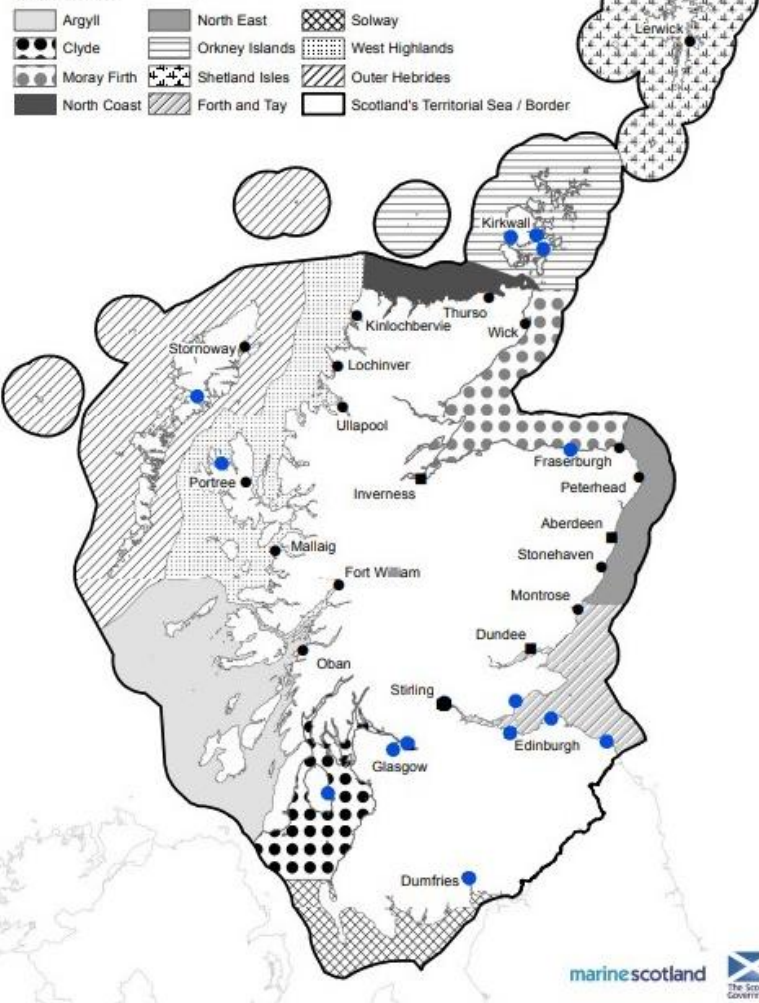 Argyll
North East
Solway
Clyde
Orkney Islands
West Highlands
Moray Firth
Shetland Isles
Outer Hebrides
North Coast
Forth and Tay
Scotland's Territorial Sea / Border
Lerwick
Kirkwall
Thurso
Kinlochbervie
Wick
Stornoway
Lochinver
Ullapool
Fraserburgh
Portree
Inverness
Peterhead
Aberdeen
Mallaig
Stonehaven
Fort William
Montrose
Dundee
Oban
Stirling
Edinburgh
Glasgow
Dumfries
marinescotland